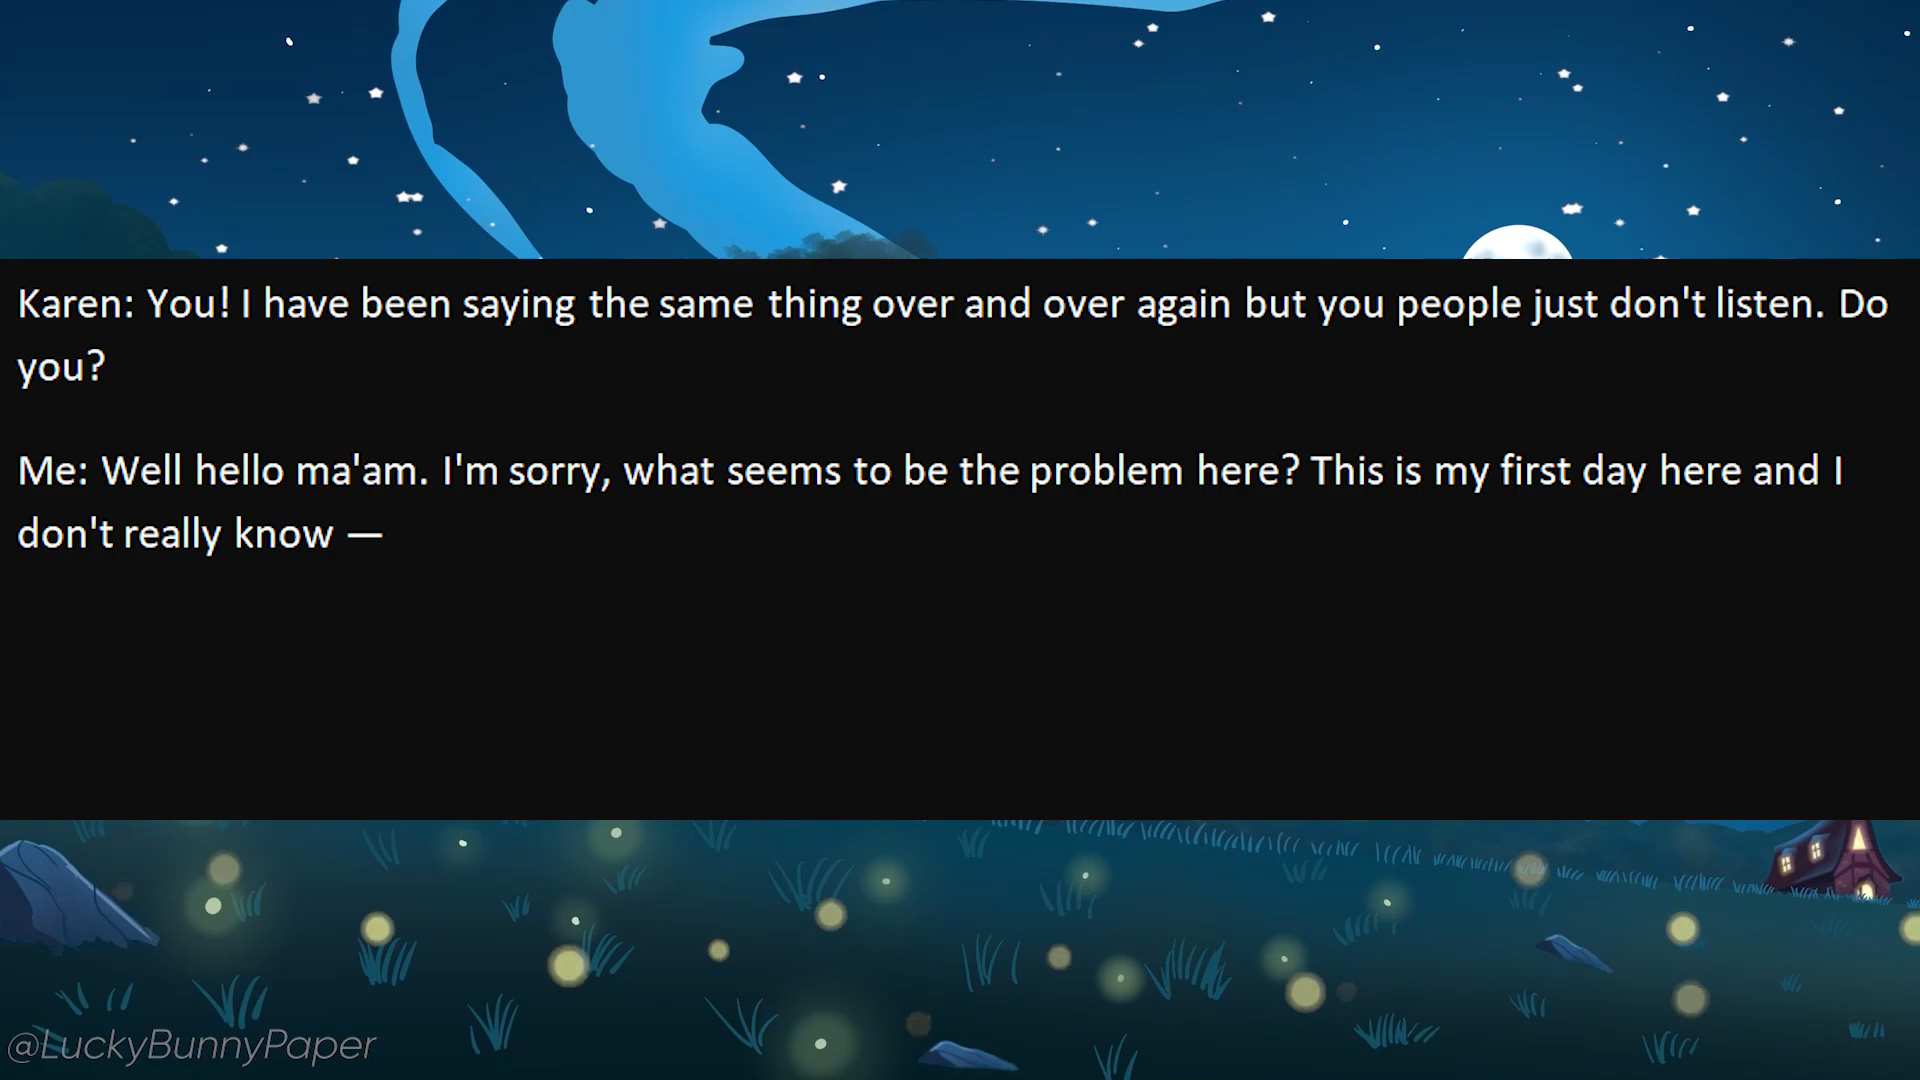 Karen: You! I have been saying the same thing over and over again but you people just don't listen. Do
you?
Me: Well hello ma'am. I'm sorry, what seems to be the problem here? This is my first day here and I
don't really know —
@LuckyBunnyPaper